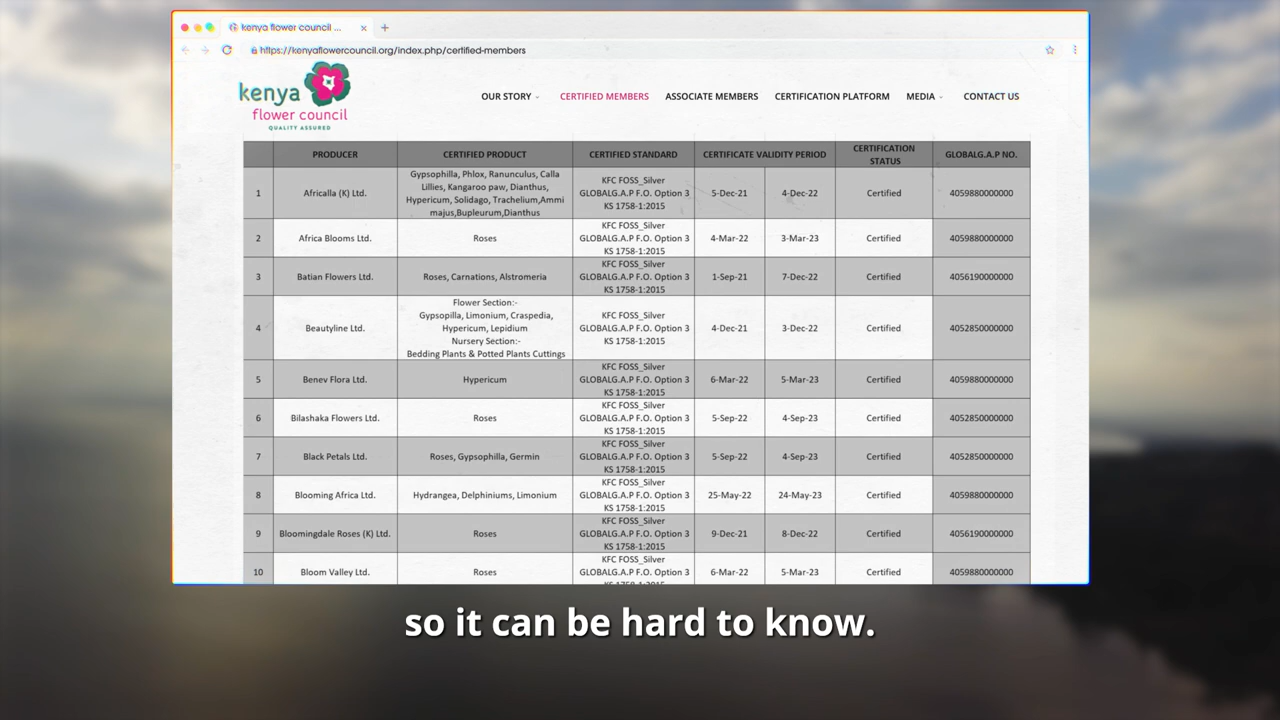 kenya flower council ...
https://kenyaflowercouncil.org/index.php/certified-members
kenya
flower council
QUALITY ASSURED
OUR STORY
CERTIFIED MEMBERS
ASSOCIATE MEMBERS
CERTIFICATION PLATFORM
MEDIA
CONTACT US
PRODUCER
CERTIFIED PRODUCT
CERTIFIED STANDARD
CERTIFICATE VALIDITY PERIOD
CERTIFICATION
STATUS
GLOBALG.A.P NO.
1
Africalla (K) Ltd.
Gypsophilla, Phlox, Ranunculus, Calla
Lillies, Kangaroo paw, Dianthus,
Hypericum, Solidago, Trachelium,Ammi
majus,Bupleurum,Dianthus
KFC FOSS_Silver
GLOBALG.A.P F.O. Option 3
KS 1758-1:2015
5-Dec-21
4-Dec-22
Certified
4059880000000
2
Africa Blooms Ltd.
Roses
KFC FOSS_Silver
GLOBALG.A.P F.O. Option 3
KS 1758-1:2015
4-Mar-22
3-Mar-23
Certified
4059880000000
3
Batian Flowers Ltd.
Roses, Carnations, Alstromeria
KFC FOSS_Silver
GLOBALG.A.P F.O. Option 3
KS 1758-1:2015
1-Sep-21
7-Dec-22
Certified
4056190000000
4
Beautyline Ltd.
Flower Section:-
Gypsopilla, Limonium, Craspedia,
Hypericum, Lepidium
Nursery Section:-
Bedding Plants & Potted Plants Cuttings
KFC FOSS_Silver
GLOBALG.A.P F.O. Option 3
KS 1758-1:2015
4-Dec-21
3-Dec-22
Certified
4052850000000
5
Benev Flora Ltd.
Hypericum
KFC FOSS_Silver
GLOBALG.A.P F.O. Option 3
KS 1758-1:2015
6-Mar-22
5-Mar-23
Certified
4059880000000
6
Bilashaka Flowers Ltd.
Roses
KFC FOSS_Silver
GLOBALG.A.P F.O. Option 3
KS 1758-1:2015
5-Sep-22
4-Sep-23
Certified
4052850000000
7
Black Petals Ltd.
Roses, Gypsophilla, Germin
KFC FOSS_Silver
GLOBALG.A.P F.O. Option 3
KS 1758-1:2015
5-Sep-22
4-Sep-23
Certified
4052850000000
8
Blooming Africa Ltd.
Hydrangea, Delphiniums, Limonium
KFC FOSS_Silver
GLOBALG.A.P F.O. Option 3
KS 1758-1:2015
25-May-22
24-May-23
Certified
4059880000000
9
Bloomingdale Roses (K) Ltd.
Roses
KFC FOSS_Silver
GLOBALG.A.P F.O. Option 3
KS 1758-1:2015
9-Dec-21
8-Dec-22
Certified
4056190000000
10
Bloom Valley Ltd.
Roses
KFC FOSS_Silver
GLOBALG.A.P F.O. Option 3
6-Mar-22
5-Mar-23
Certified
4059880000000
so it can be hard to know.